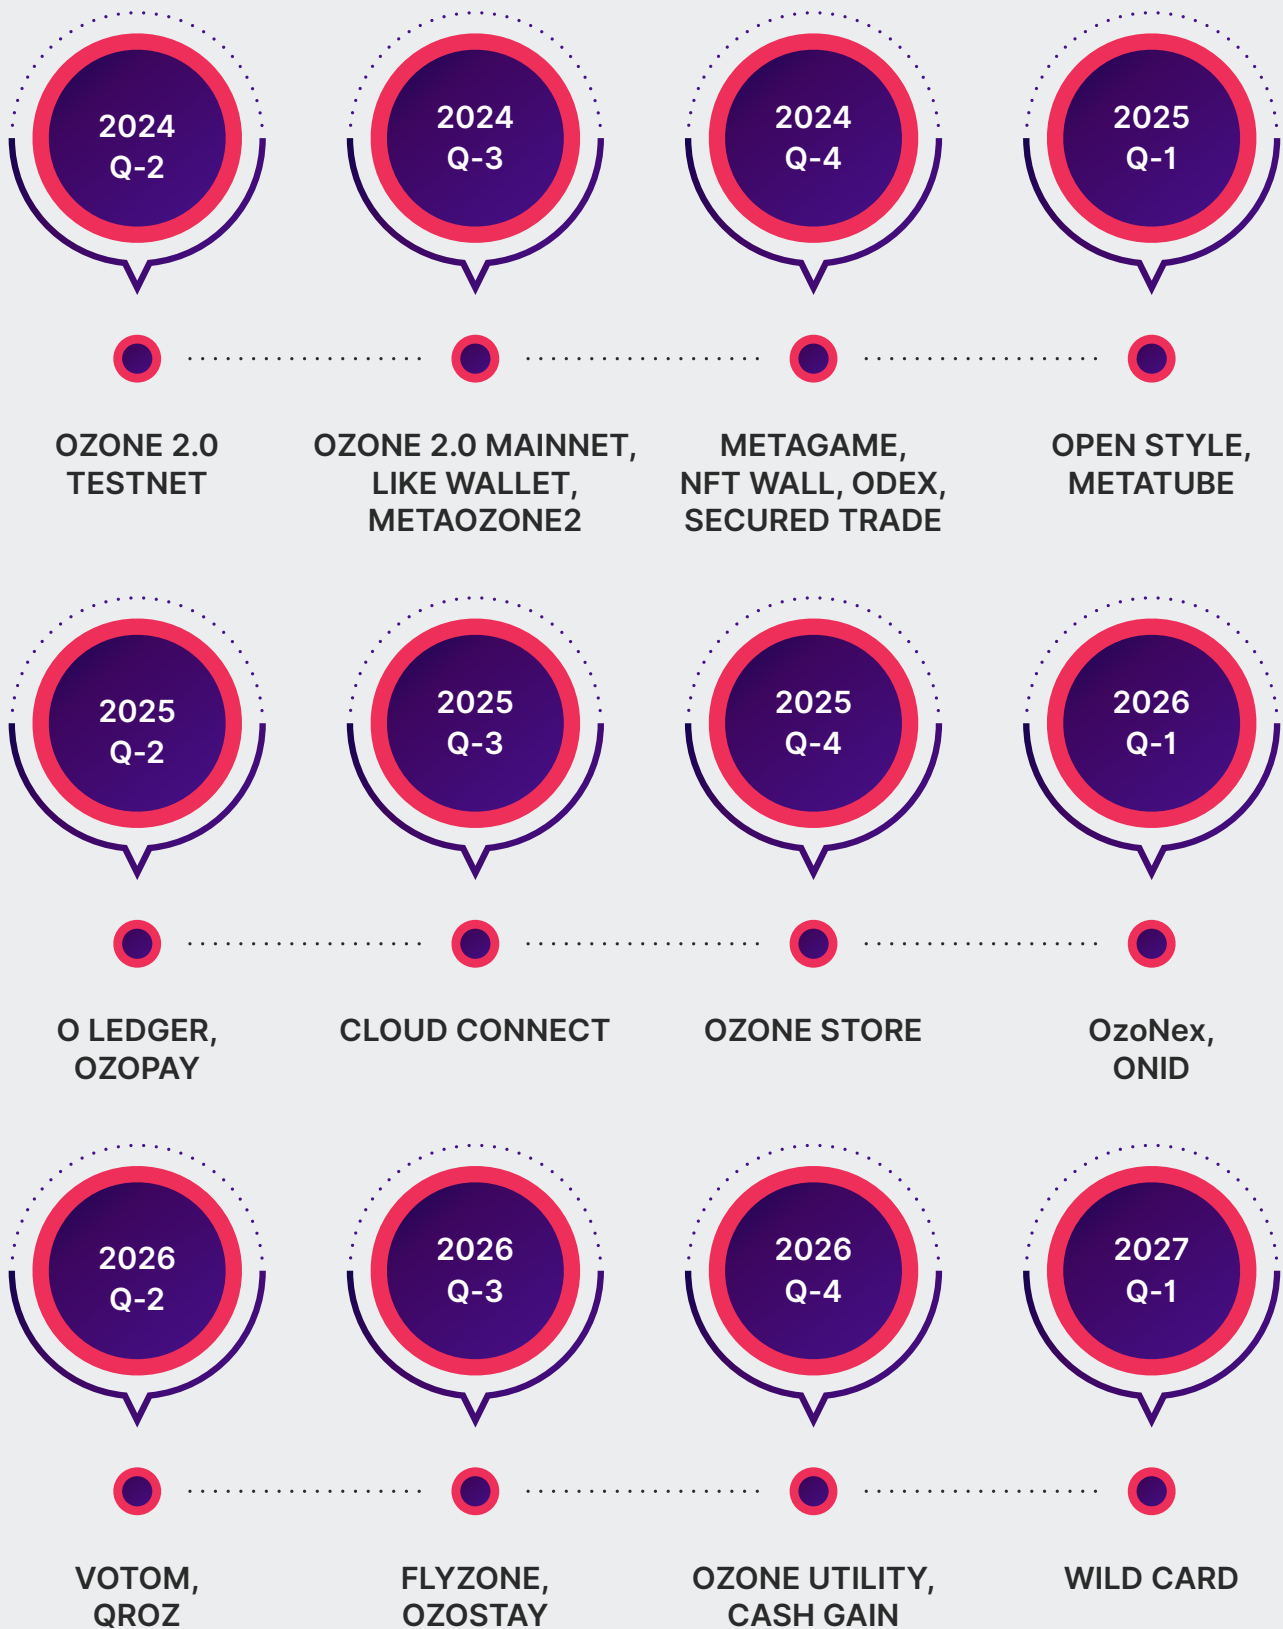 2024
Q-2
2024
Q-3
2024
Q-4
2025
Q-1
OZONE 2.0
TESTNET
OZONE 2.0 MAINNET,
LIKE WALLET,
METAOZONE2
METAGAME,
NFT WALL, ODEX,
SECURED TRADE
OPEN STYLE,
METATUBE
2025
Q-2
2025
Q-3
2025
Q-4
2026
Q-1
O LEDGER,
OZOPAY
CLOUD CONNECT
OZONE STORE
OzoNex,
ONID
2026
Q-2
2026
Q-3
2026
Q-4
2027
Q-1
VOTOM,
QROZ
FLYZONE,
OZOSTAY
OZONE UTILITY,
CASH GAIN
WILD CARD